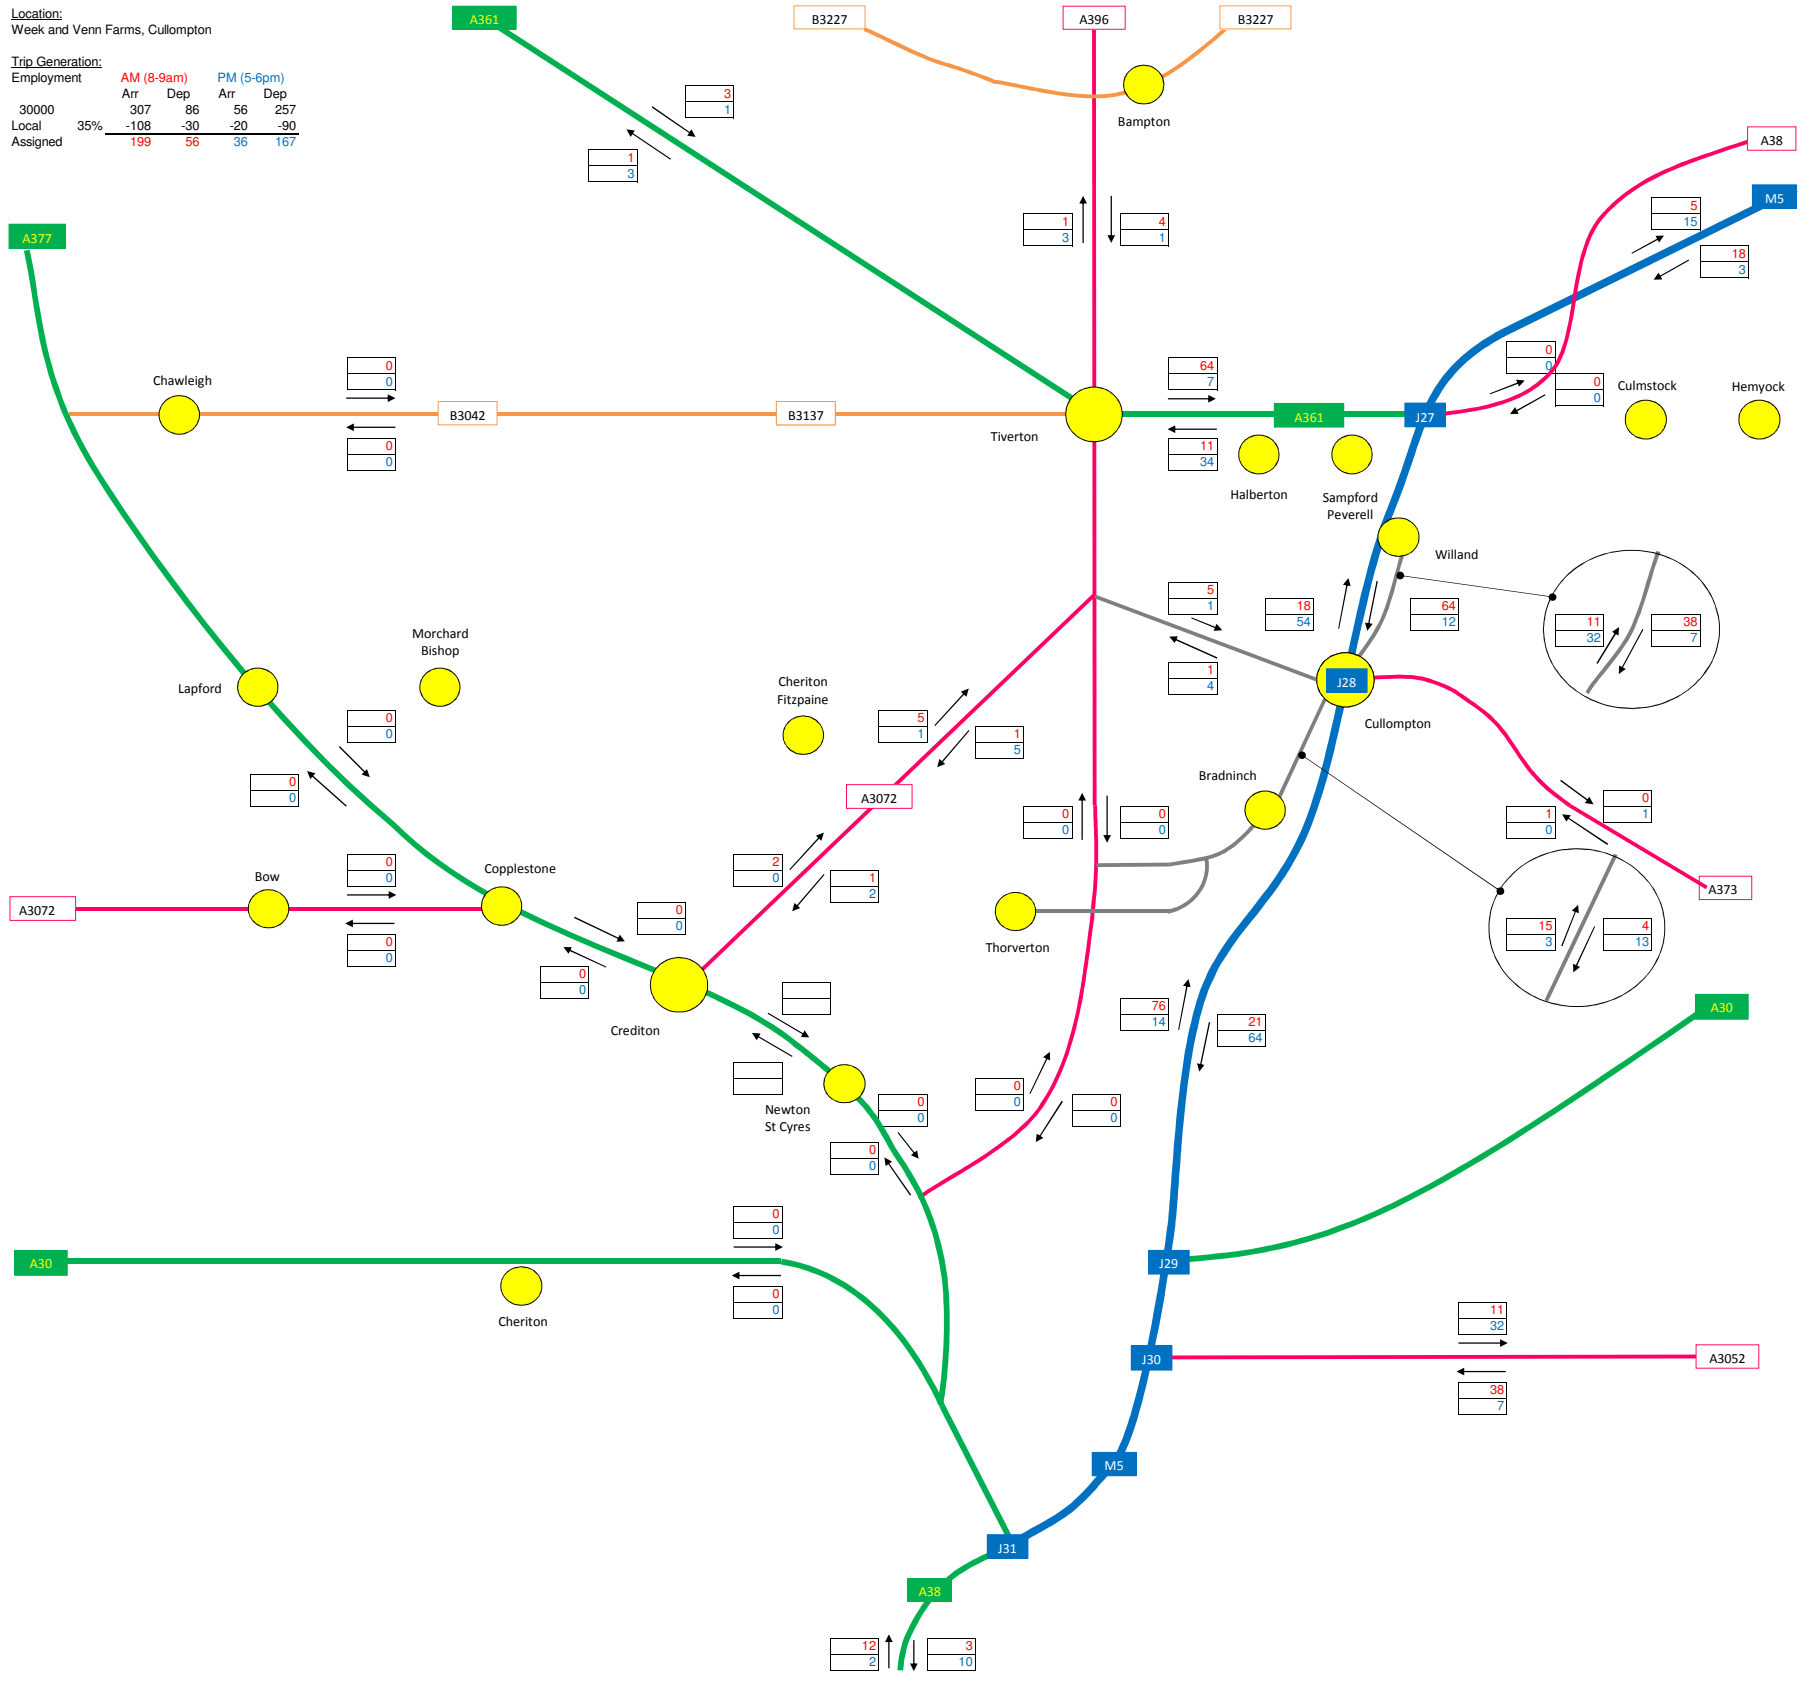 Location:
Week and Venn Farms, Cullompton
Trip Generation:
Employment AM (8-9am) PM (5-6pm)
Arr Dep Arr Dep
30000 307 86 56 257
Local 35% -108 -30 -20 -90
Assigned 199 56 36 167
A361
B3227
A396
B3227
Bampton
3
1
1
3
A38
M5
5
15
18
3
1
3
4
1
A377
Chawleigh
0
0
B3042
B3137
0
0
Tiverton
64
7
A361
11
34
J27
0
0
0
0
Culmstock
Hemyock
Halberton
Sampford
Peverell
Willand
5
1
18
54
64
12
11
32
38
7
1
4
J28
Cullompton
Morchard
Bishop
Lapford
Cheriton
Fitzpaine
0
0
0
0
5
1
1
5
A3072
Bradninch
0
0
0
0
0
1
1
0
A373
2
0
1
2
Copplestone
Bow
0
0
A3072
0
0
0
0
0
0
Thorverton
15
3
4
13
Crediton
76
14
21
64
A30
Newton
St Cyres
0
0
0
0
0
0
0
0
0
0
A30
0
0
Cheriton
J29
11
32
J30
A3052
38
7
M5
J31
A38
12
2
3
10